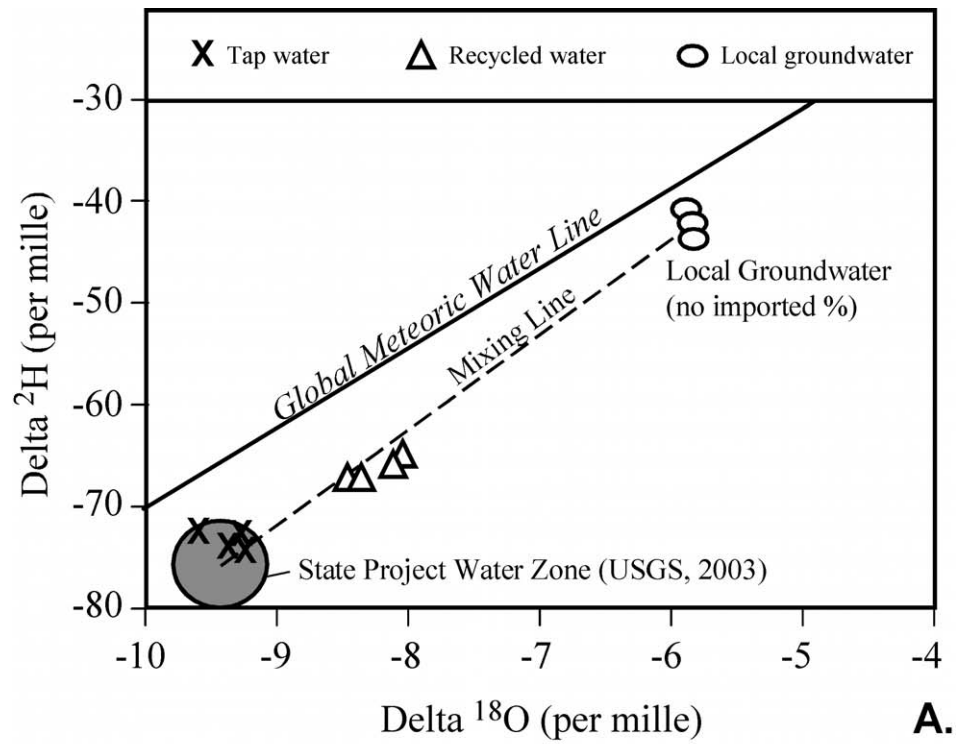 X Tap water △ Recycled water ○ Local groundwater
-30
-40
-50
-60
-70
-80
Delta ²H (per mille)
Global Meteoric Water Line
Mixing Line
Local Groundwater
(no imported %)
State Project Water Zone (USGS, 2003)
-10 -9 -8 -7 -6 -5 -4
Delta ¹⁸O (per mille)
A.